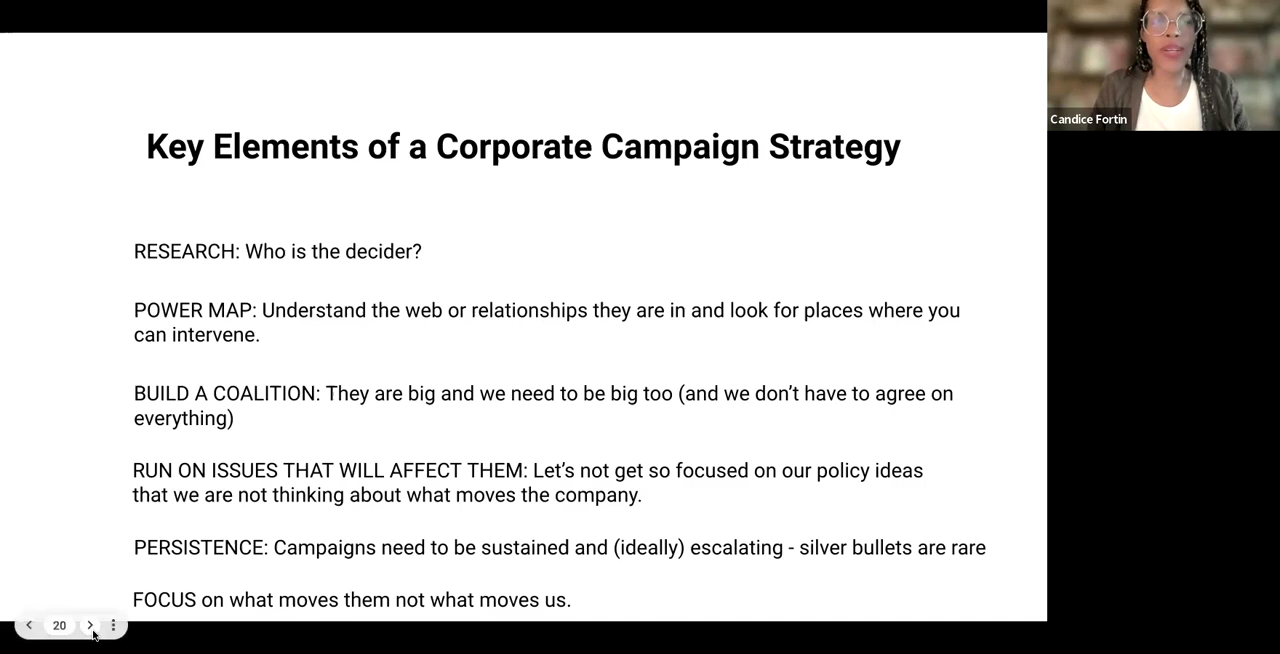 Key Elements of a Corporate Campaign Strategy
RESEARCH: Who is the decider?
POWER MAP: Understand the web or relationships they are in and look for places where you
can intervene.
BUILD A COALITION: They are big and we need to be big too (and we don’t have to agree on
everything)
RUN ON ISSUES THAT WILL AFFECT THEM: Let’s not get so focused on our policy ideas
that we are not thinking about what moves the company.
PERSISTENCE: Campaigns need to be sustained and (ideally) escalating - silver bullets are rare
FOCUS on what moves them not what moves us.
20
Candice Fortin